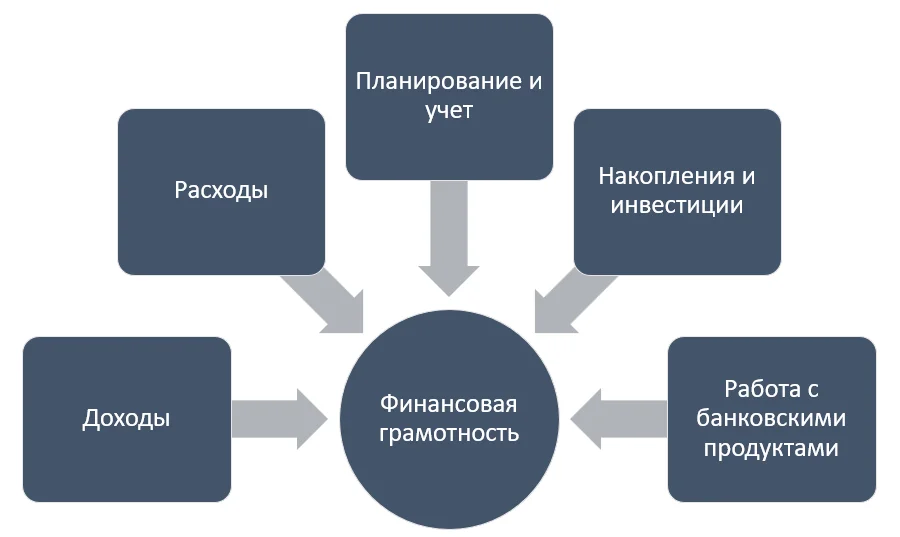 Планирование и
учет
Расходы
Накопления и
инвестиции
Доходы
Финансовая
грамотность
Работа с
банковскими
продуктами